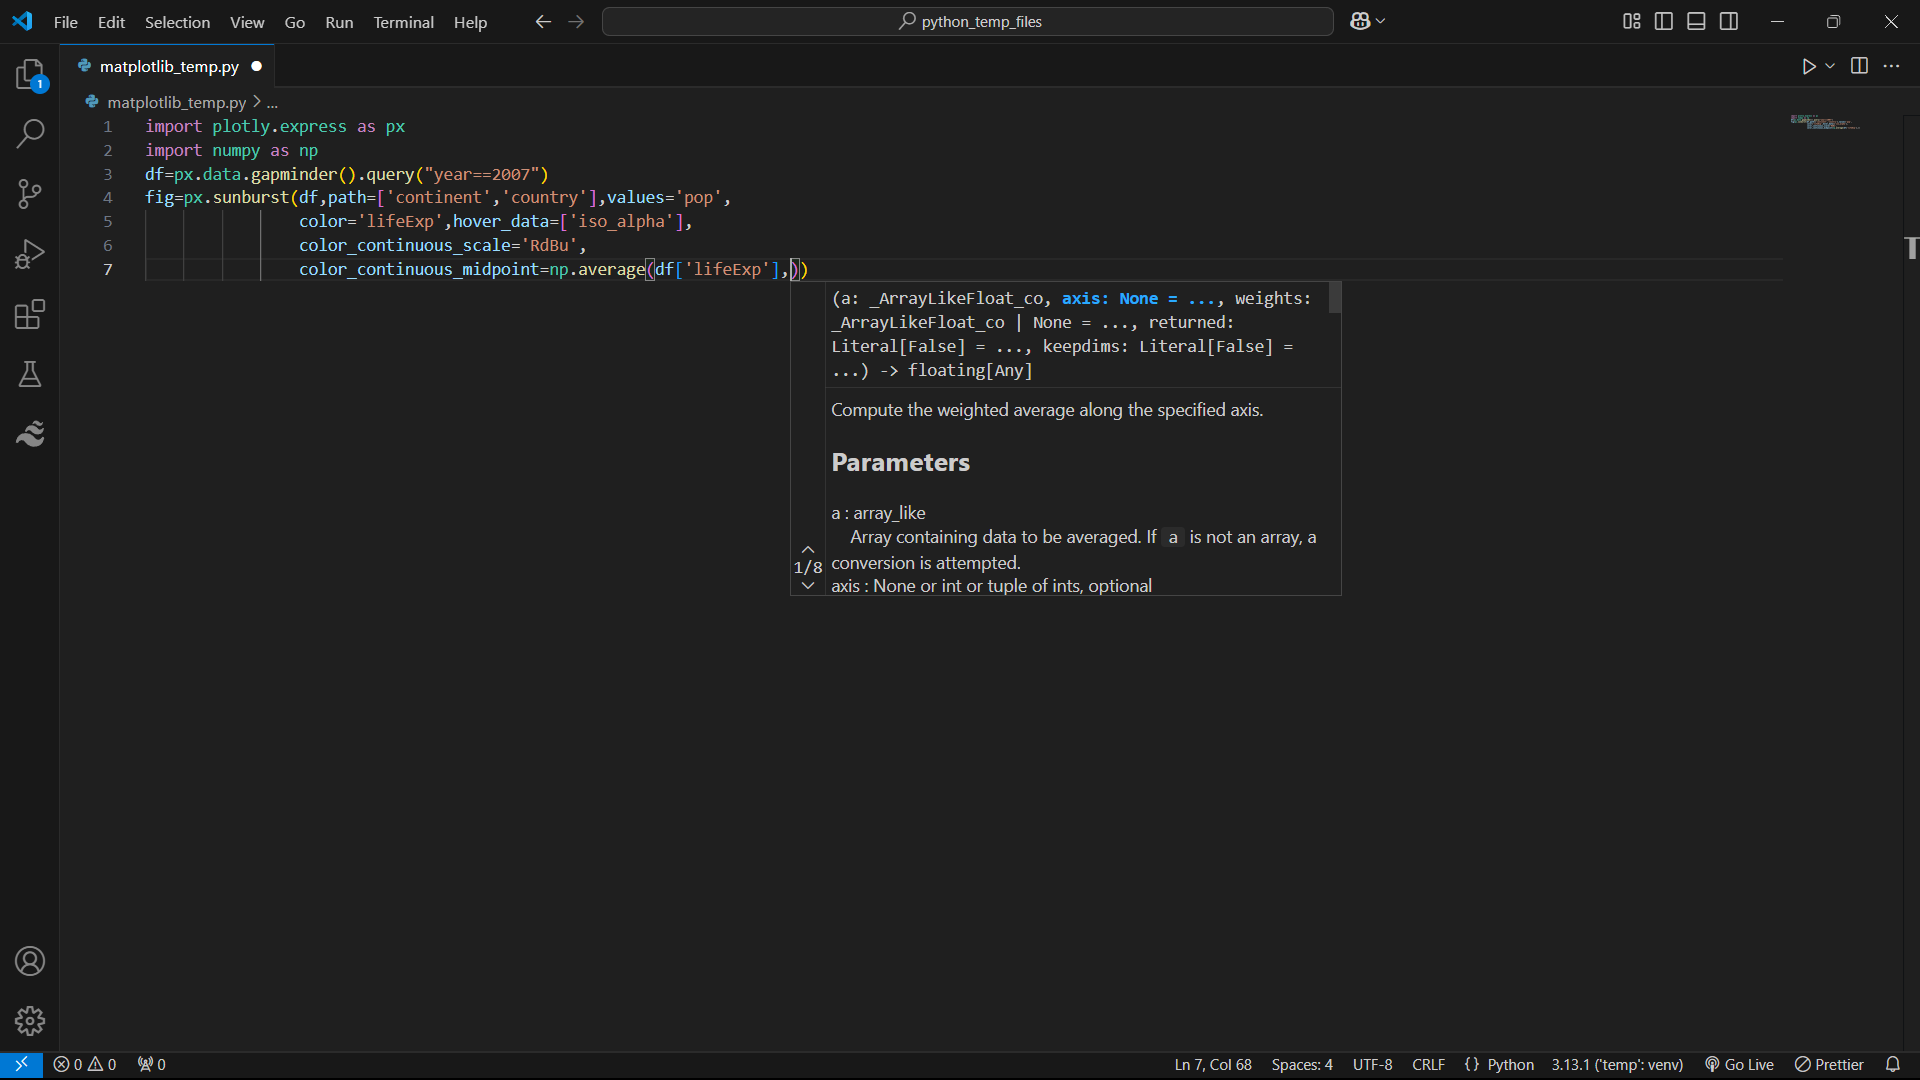 File Edit Selection View Go Run Terminal Help
python_temp_files
1
matplotlib_temp.py
matplotlib_temp.py > ...
1 import plotly.express as px
2 import numpy as np
3 df=px.data.gapminder().query("year==2007")
4 fig=px.sunburst(df,path=['continent','country'],values='pop',
5 color='lifeExp',hover_data=['iso_alpha'],
6 color_continuous_scale='RdBu',
7 color_continuous_midpoint=np.average(df['lifeExp'],))
(a: _ArrayLikeFloat_co, axis: None = ..., weights:
_ArrayLikeFloat_co | None = ..., returned:
Literal[False] = ..., keepdims: Literal[False] =
...) -> floating[Any]
Compute the weighted average along the specified axis.
Parameters
a : array_like
Array containing data to be averaged. If a is not an array, a
conversion is attempted.
1/8
axis : None or int or tuple of ints, optional
0 0 0 Ln 7, Col 68 Spaces: 4 UTF-8 CRLF {} Python 3.13.1 ('temp': venv) Go Live Prettier